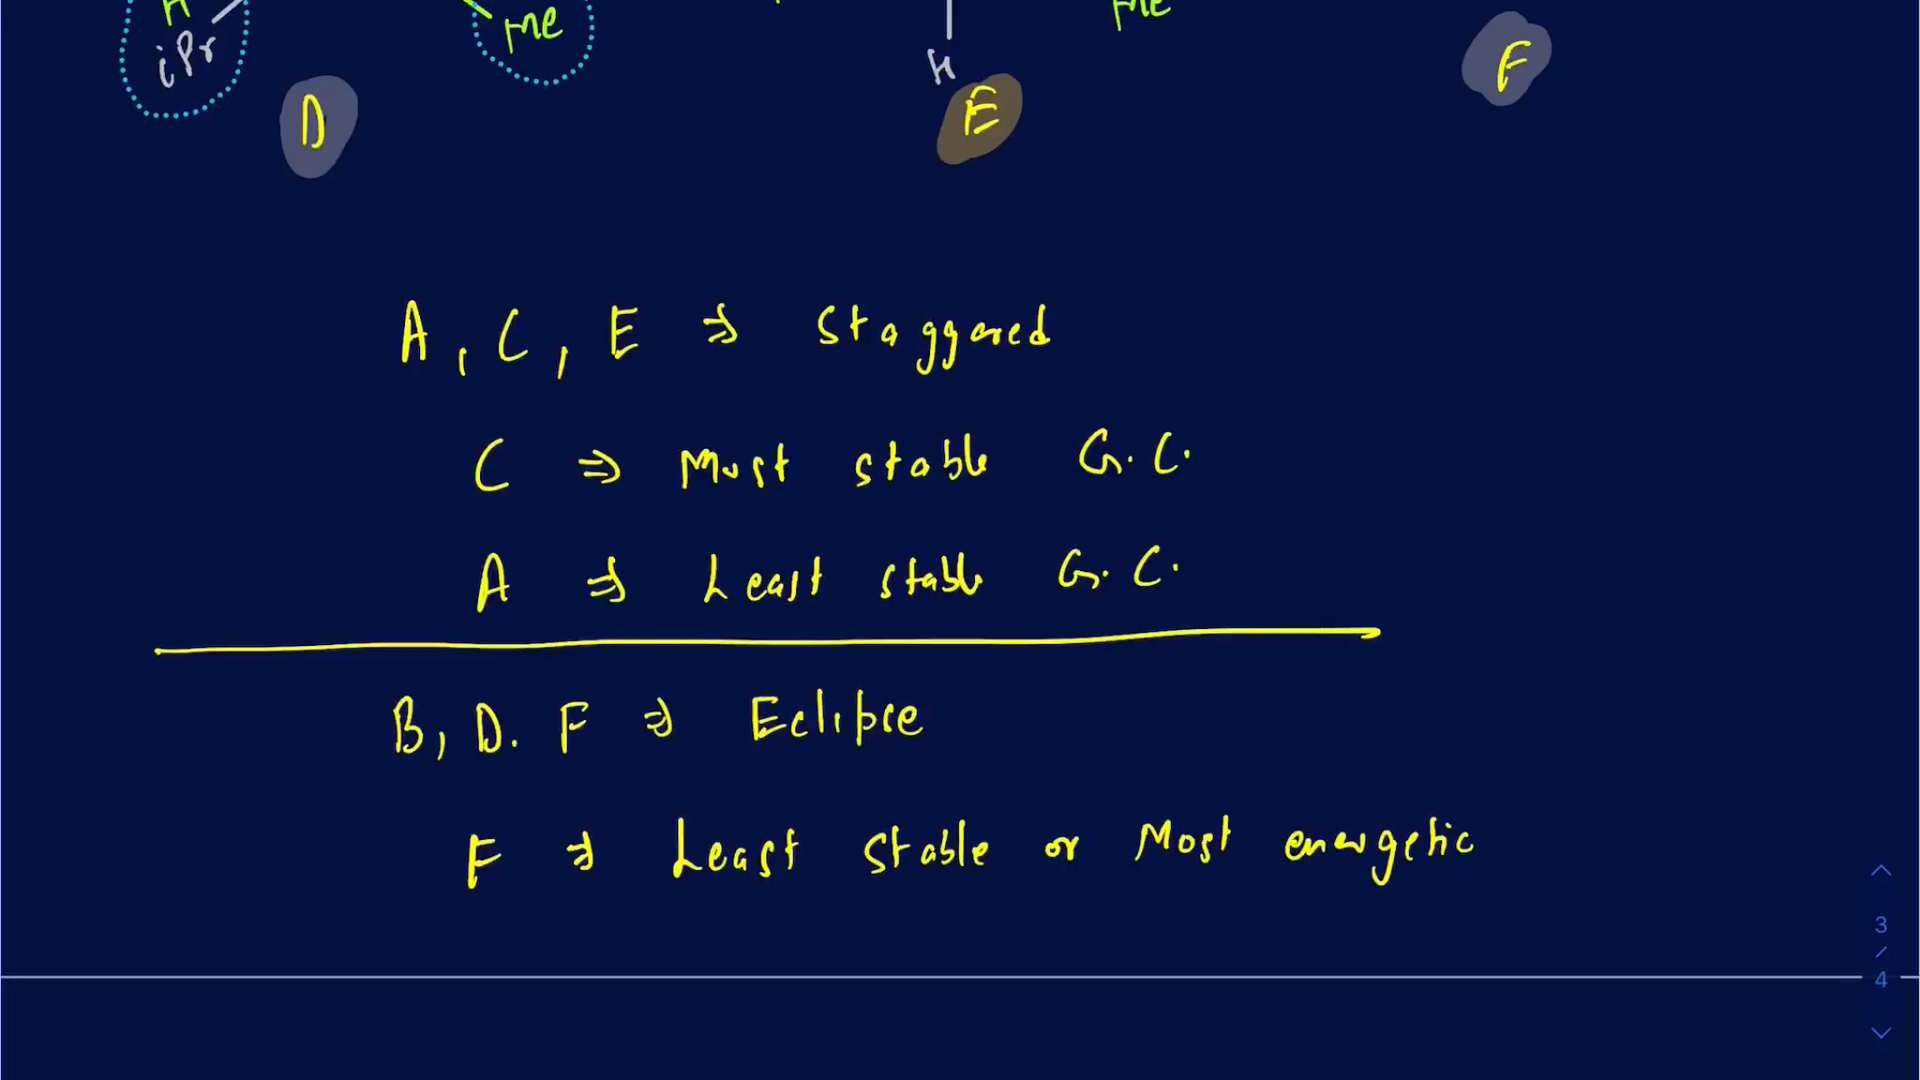 H
iPr
Me
H
Me
D
E
F
A, C, E ⇒ Staggered
C ⇒ Most stable G.C.
A ⇒ Least stable G.C.
B, D. F ⇒ Eclipse
F ⇒ Least Stable or Most energetic
3
/
4